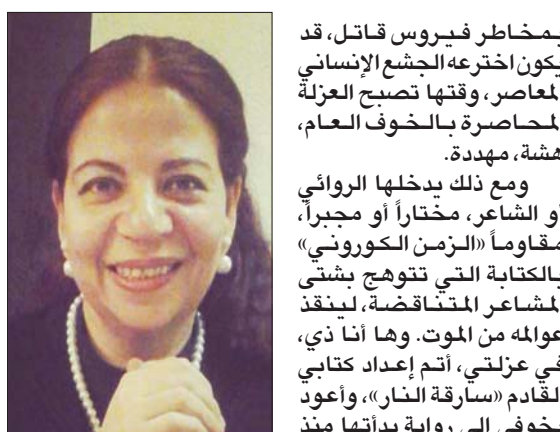 بمخاطر فيروس قاتل، قد
يكون اخترعه الجشع الإنساني
المعاصر، وقتها تصبح العزلة
المحاصرة بالخوف العام،
هشة، مهددة.
ومع ذلك يدخلها الروائي
أو الشاعر، مختاراً أو مجبراً،
مقاوماً «الزمن الكوروني»
بالكتابة التي تتوهج بشتى
المشاعر المتناقضة، لينقذ
عوالمه من الموت. وها أنا ذي،
في عزلتي، أتم إعداد كتابي
القادم «سارقة النار»، وأعود
بخوفي إلى رواية بدأتها منذ